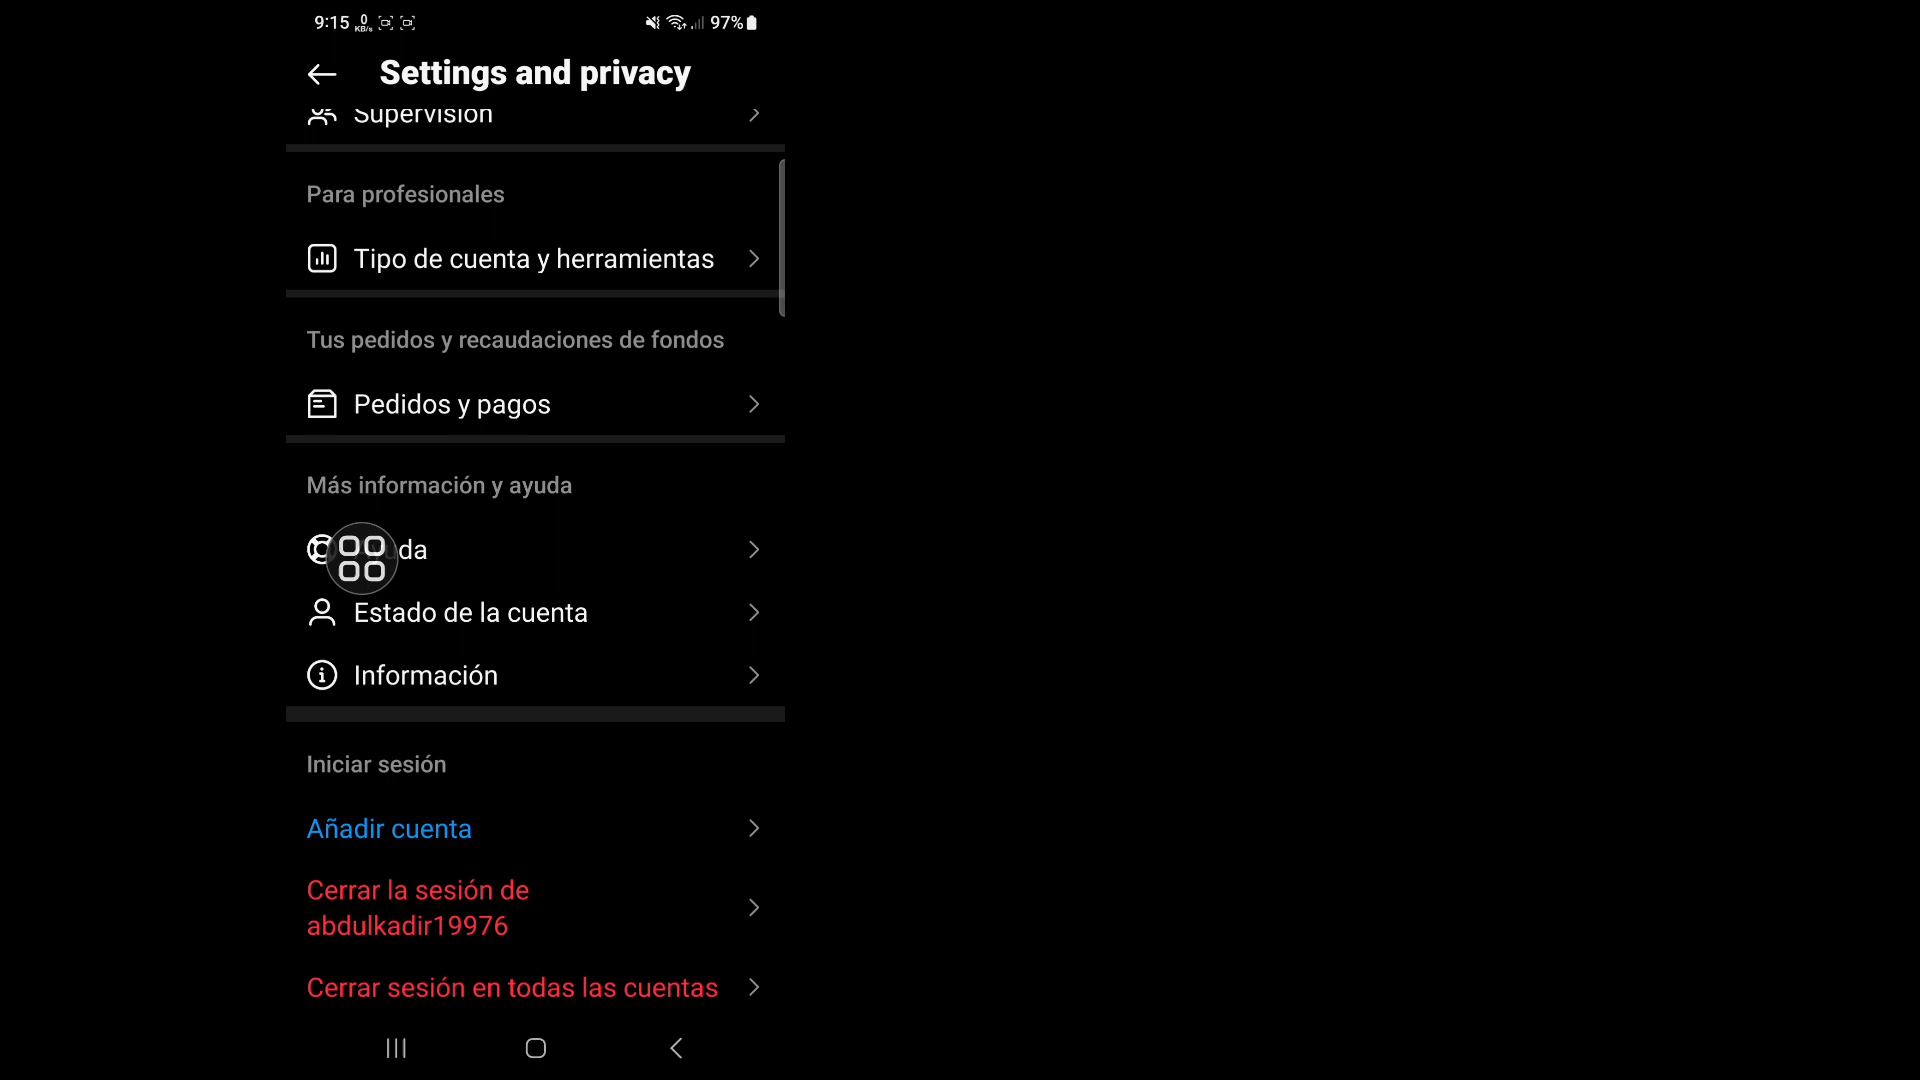 9:15 0 KB/s 97%
Settings and privacy
Supervisión
Para profesionales
Tipo de cuenta y herramientas
Tus pedidos y recaudaciones de fondos
Pedidos y pagos
Más información y ayuda
da
Estado de la cuenta
Información
Iniciar sesión
Añadir cuenta
Cerrar la sesión de
abdulkadir19976
Cerrar sesión en todas las cuentas